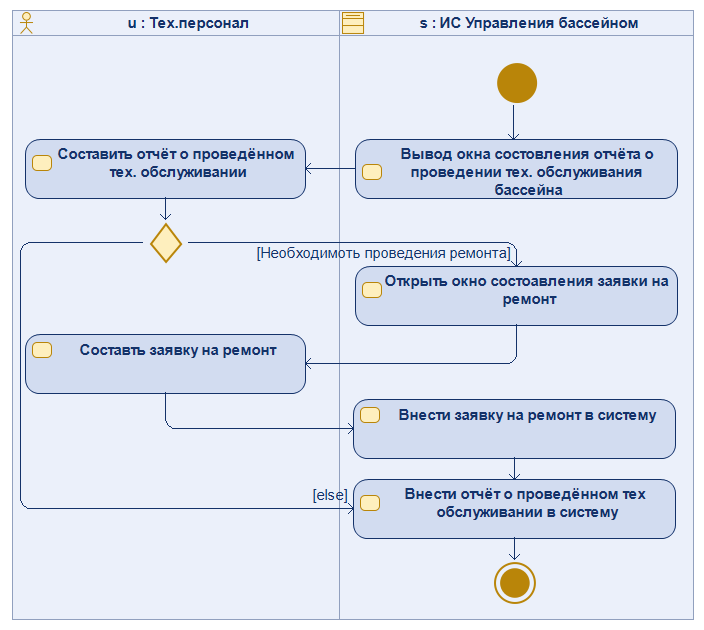 u : Тех.персонал
s : ИС Управления бассейном
Составить отчёт о проведённом
тех. обслуживании
Вывод окна состовления отчёта о
проведении тех. обслуживания
бассейна
[Необходимоть проведения ремонта]
Открыть окно состоавления заявки на
ремонт
Составть заявку на ремонт
Внести заявку на ремонт в систему
[else]
Внести отчёт о проведённом тех
обслуживании в систему